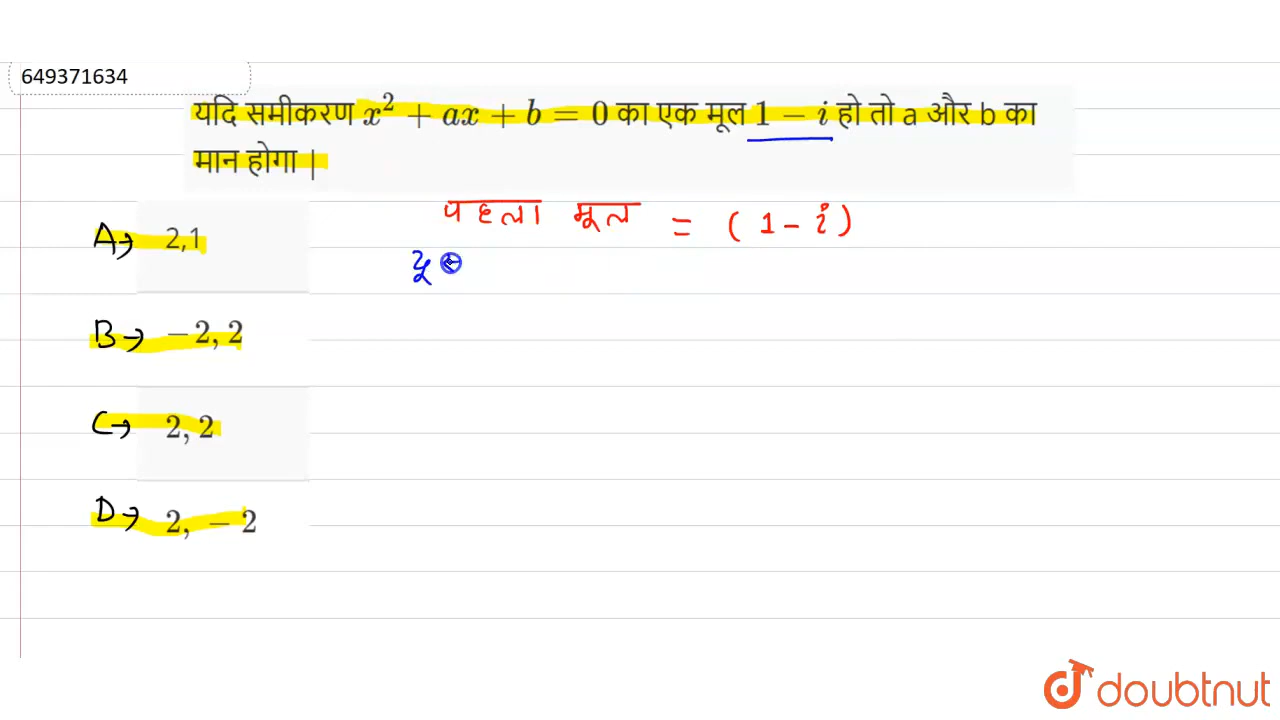 649371634
यदि समीकरण x² + ax + b = 0 का एक मूल 1 − i हो तो a और b का
मान होगा |
पहला मूल = (1 - i)
A→ 2,1
B→ −2, 2
C→ 2, 2
D→ 2, −2
doubtnut